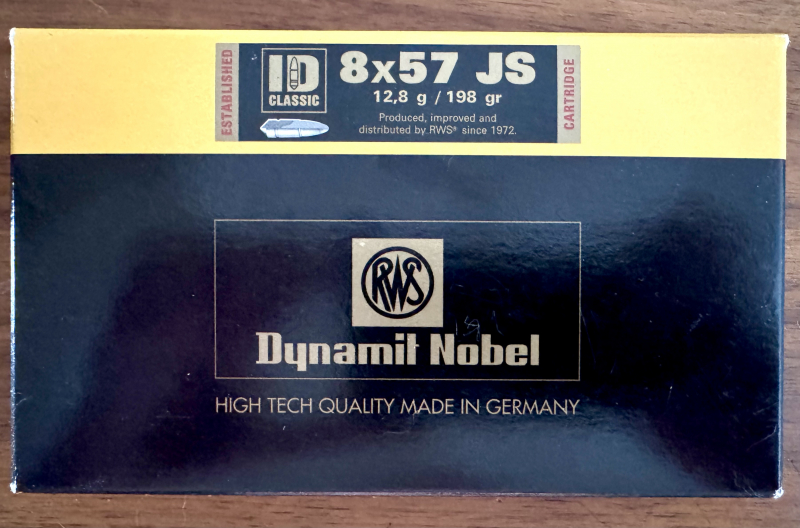 ESTABLISHED
ID
CLASSIC
8x57 JS
12,8 g / 198 gr
Produced, improved and
distributed by RWS® since 1972.
CARTRIDGE
RWS
Dynamit Nobel
HIGH TECH QUALITY MADE IN GERMANY